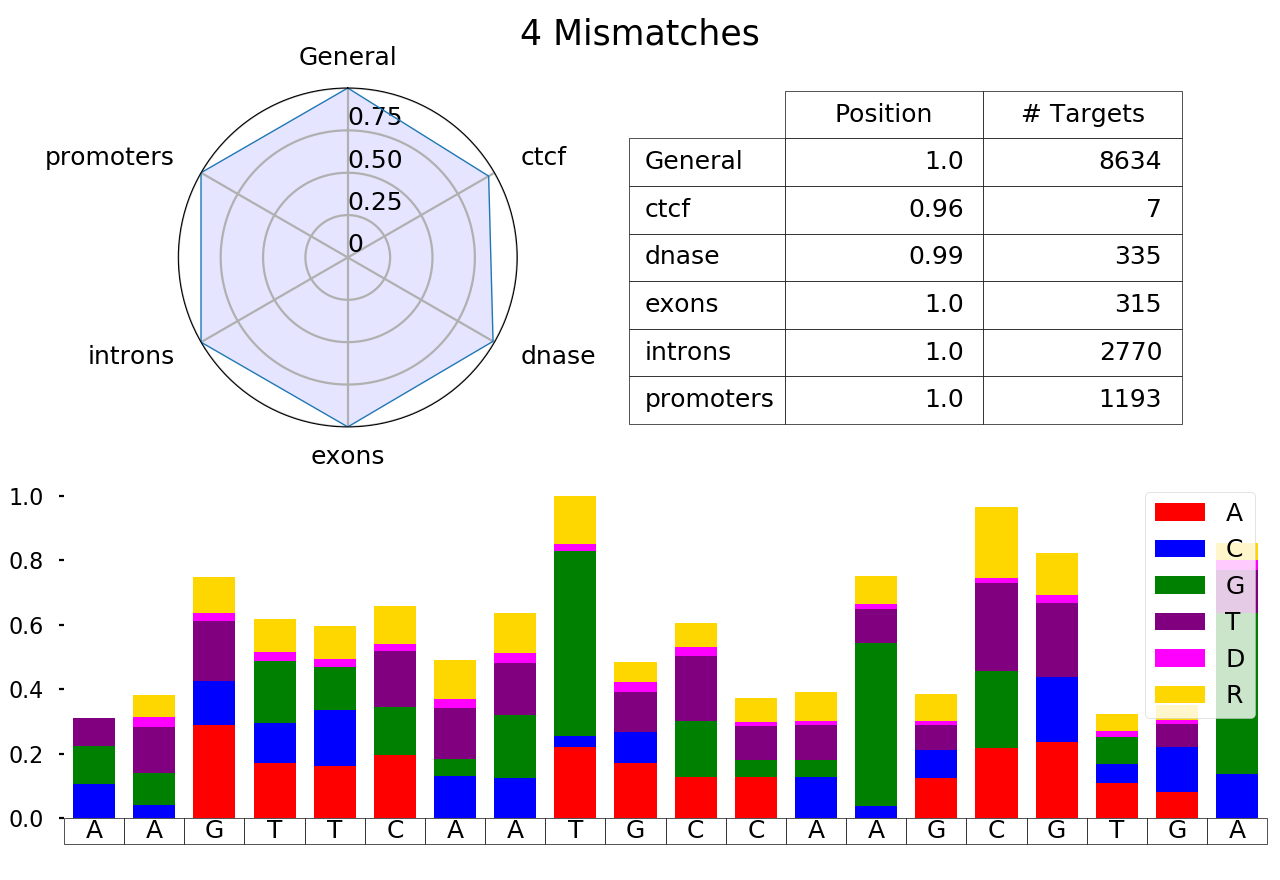 4 Mismatches
General
promoters
ctcf
introns
dnase
exons
0.75
0.50
0.25
0
Position # Targets
General 1.0 8634
ctcf 0.96 7
dnase 0.99 335
exons 1.0 315
introns 1.0 2770
promoters 1.0 1193
1.0
0.8
0.6
0.4
0.2
0.0
A
C
G
T
D
R
A A G T T C A A T G C C A A G C G T G A